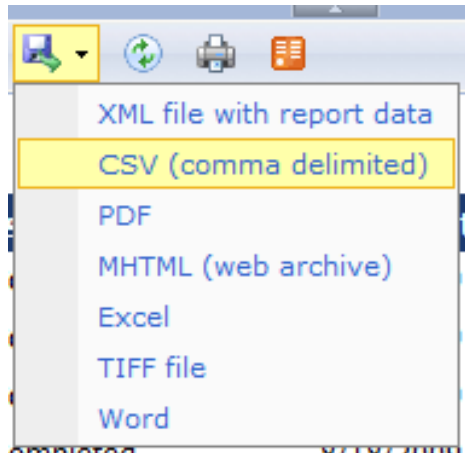 XML file with report data
CSV (comma delimited)
PDF
MHTML (web archive)
Excel
TIFF file
Word